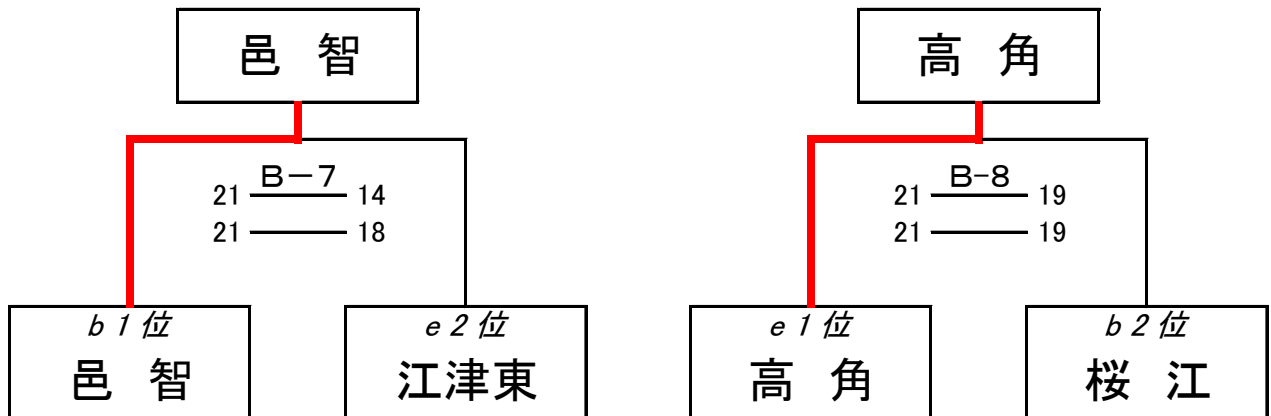 邑 智
高 角
B－7
21 14
21 18
B-8
21 19
21 19
b 1 位
邑 智
e 2 位
江津東
e 1 位
高 角
b 2 位
桜 江